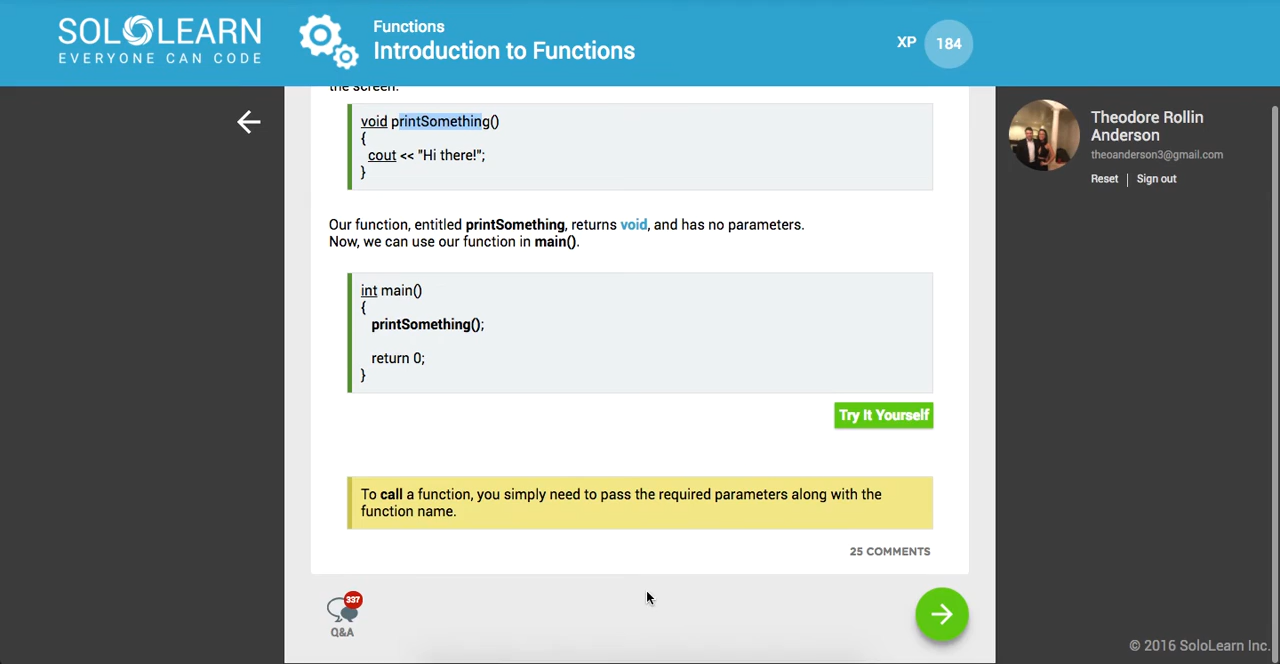 SOLOLEARN
EVERYONE CAN CODE
Functions
Introduction to Functions
XP 184
the screen:
void printSomething()
{
cout << "Hi there!";
}
Our function, entitled printSomething, returns void, and has no parameters.
Now, we can use our function in main().
int main()
{
printSomething();
return 0;
}
Try It Yourself
To call a function, you simply need to pass the required parameters along with the
function name.
25 COMMENTS
337
Q&A
Theodore Rollin
Anderson
theoanderson3@gmail.com
Reset | Sign out
© 2016 SoloLearn Inc.